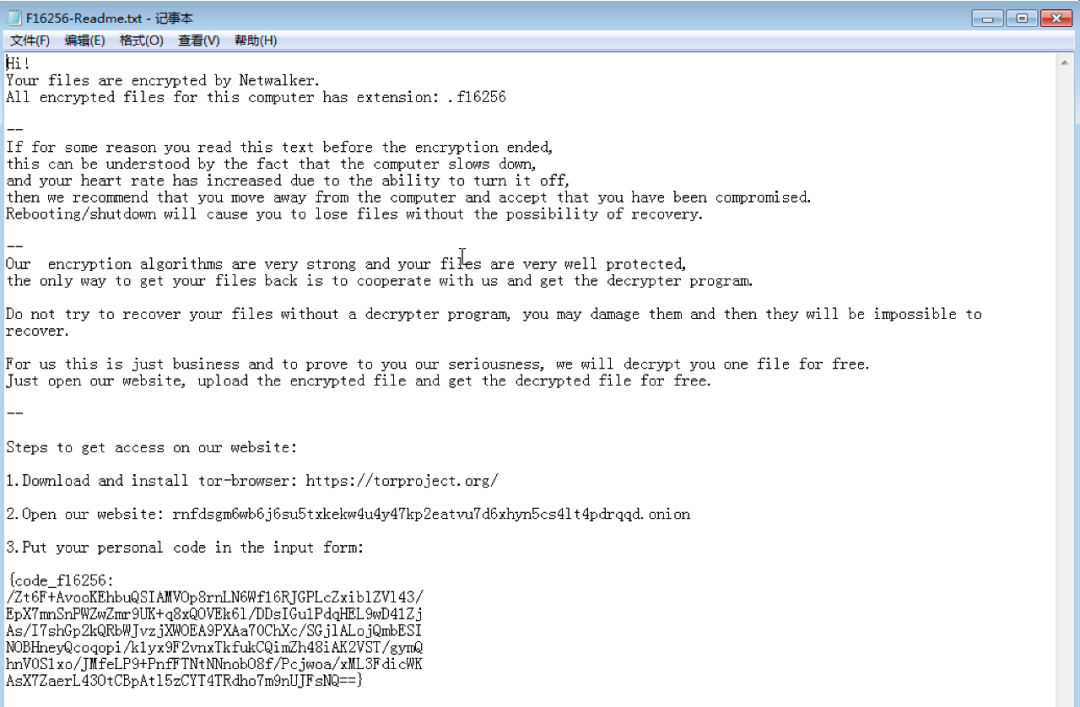 F16256-Readme.txt - 记事本
文件(F) 编辑(E) 格式(O) 查看(V) 帮助(H)
Hi!
Your files are encrypted by Netwalker.
All encrypted files for this computer has extension: .f16256
--
If for some reason you read this text before the encryption ended,
this can be understood by the fact that the computer slows down,
and your heart rate has increased due to the ability to turn it off,
then we recommend that you move away from the computer and accept that you have been compromised.
Rebooting/shutdown will cause you to lose files without the possibility of recovery.
--
Our  encryption algorithms are very strong and your files are very well protected,
the only way to get your files back is to cooperate with us and get the decrypter program.
Do not try to recover your files without a decrypter program, you may damage them and then they will be impossible to
recover.
For us this is just business and to prove to you our seriousness, we will decrypt you one file for free.
Just open our website, upload the encrypted file and get the decrypted file for free.
--
Steps to get access on our website:
1.Download and install tor-browser: https://torproject.org/
2.Open our website: rnfdsgm6wb6j6su5txkekw4u4y47kp2eatvu7d6xhyn5cs4lt4pdrqqd.onion
3.Put your personal code in the input form:
{code_f16256:
/Zt6F+AvooKEhbuQSIAMVOp8rnLN6Wf16RJGPLcZxiblZVl43/
EpX7mnSnPWZwZmr9UK+q8xQOVEk6l/DDsIGulPdqHEL9wD41Zj
As/I7shGp2kQRbWJvzjXWOEA9PXAa70ChXc/SGjlALojQmbESI
NOBHneyQcoqopi/klyx9F2vnxTkfukCQimZh48iAK2VST/gymQ
hnV0Slxo/JMfeLP9+PnfFTNtNNnobO8f/Pcjwoa/xML3FdicWK
AsX7ZaerL43OtCBpAtl5zCYT4TRdho7m9nUJFsNQ==}